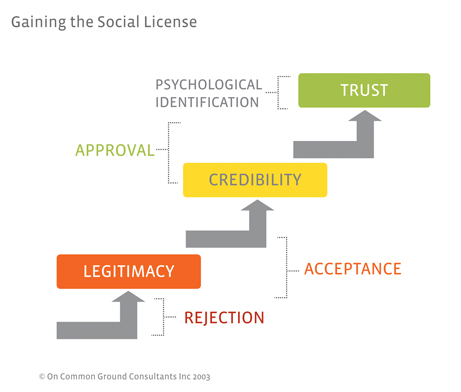 Gaining the Social License
PSYCHOLOGICAL
IDENTIFICATION
TRUST
APPROVAL
CREDIBILITY
LEGITIMACY
ACCEPTANCE
REJECTION
© On Common Ground Consultants Inc 2003